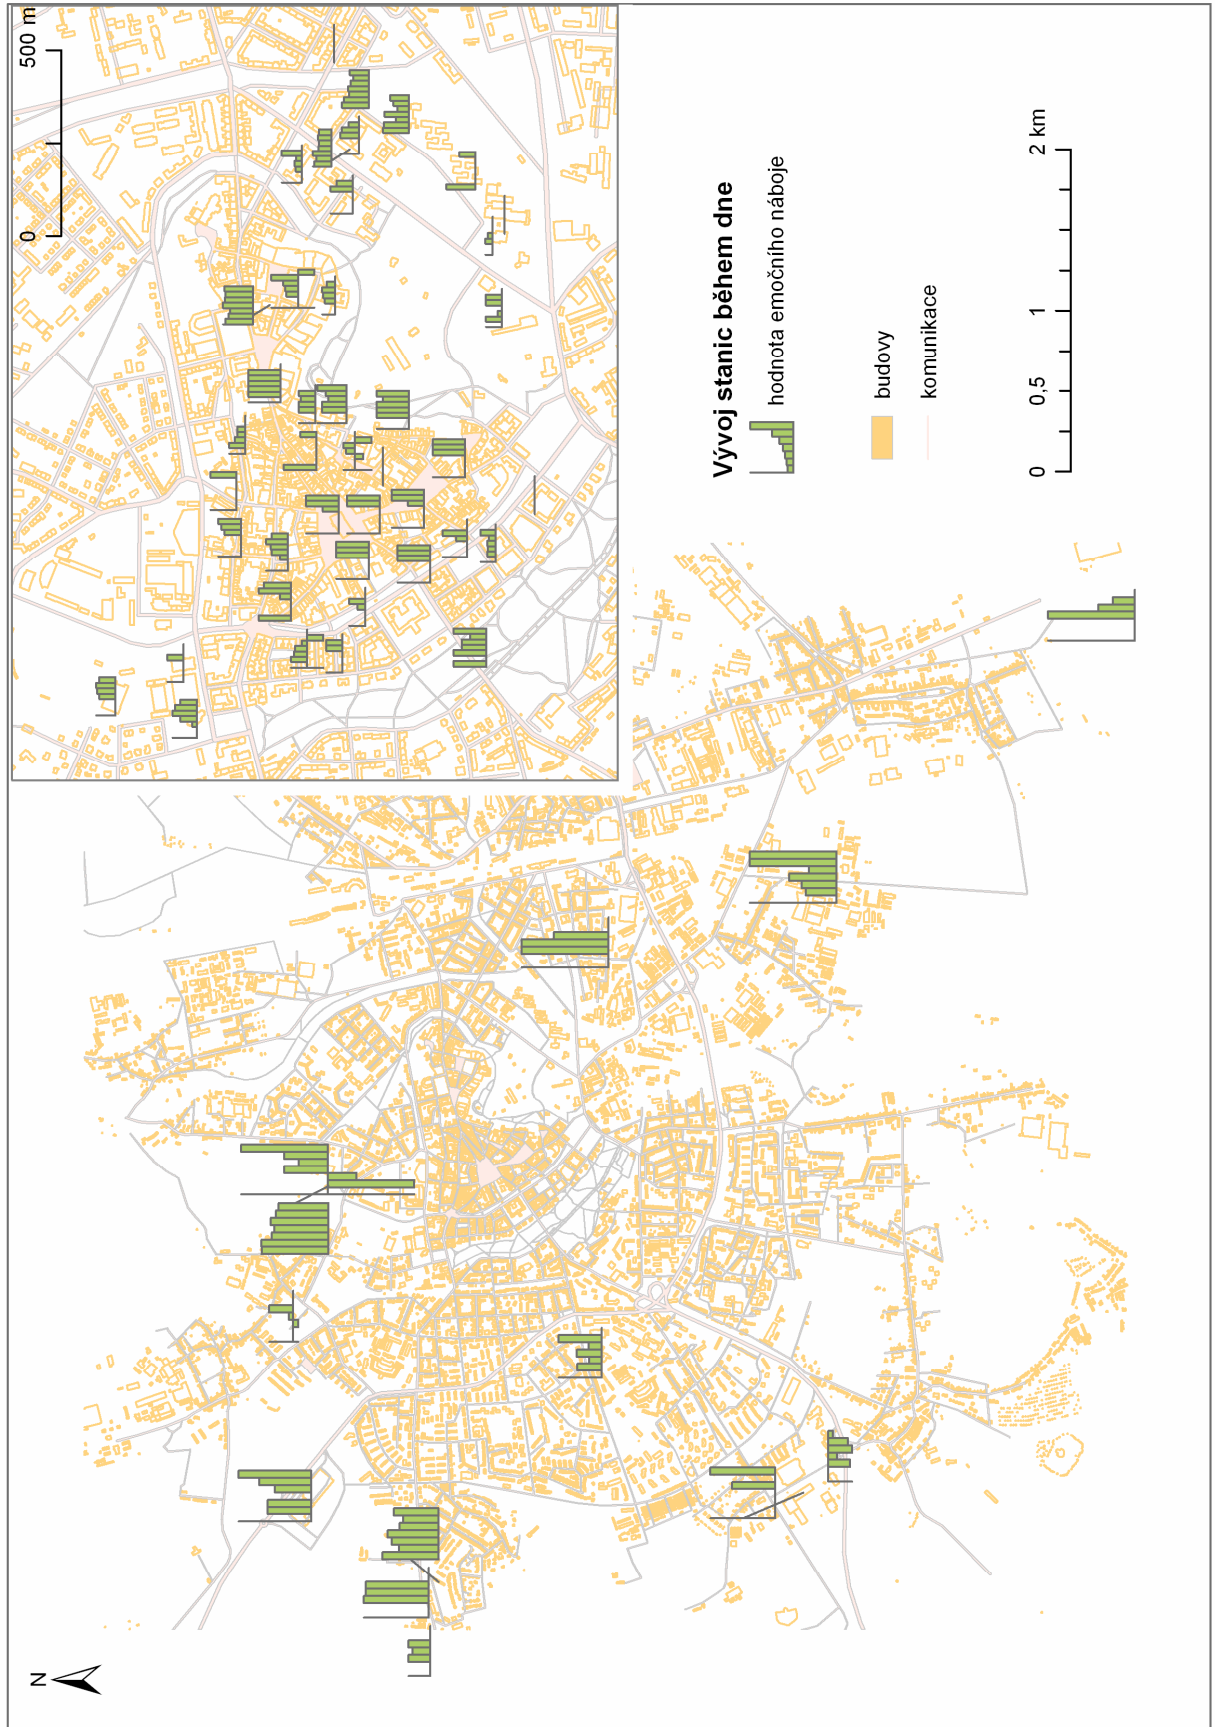 N
0
500 m
Vývoj stanic během dne
hodnota emočního náboje
budovy
komunikace
0
0,5
1
2 km